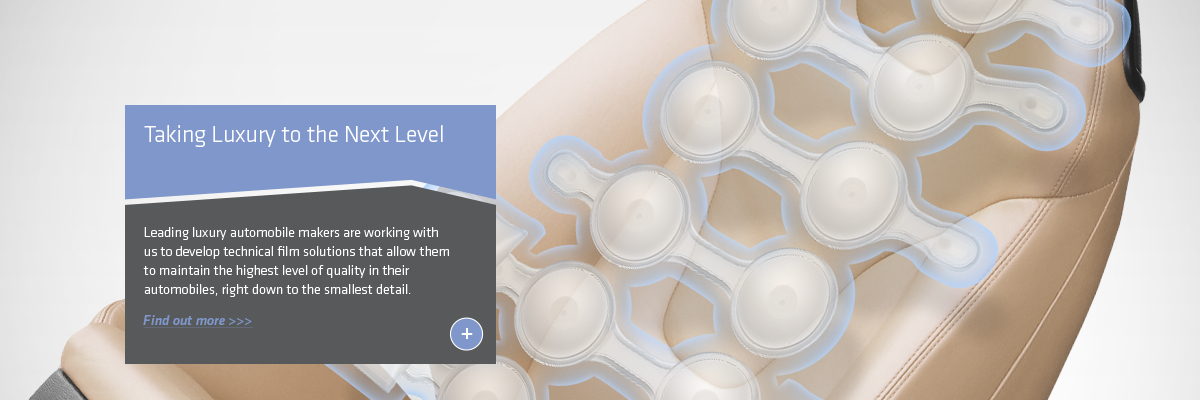 Taking Luxury to the Next Level
Leading luxury automobile makers are working with
us to develop technical film solutions that allow them
to maintain the highest level of quality in their
automobiles, right down to the smallest detail.
Find out more >>>
+